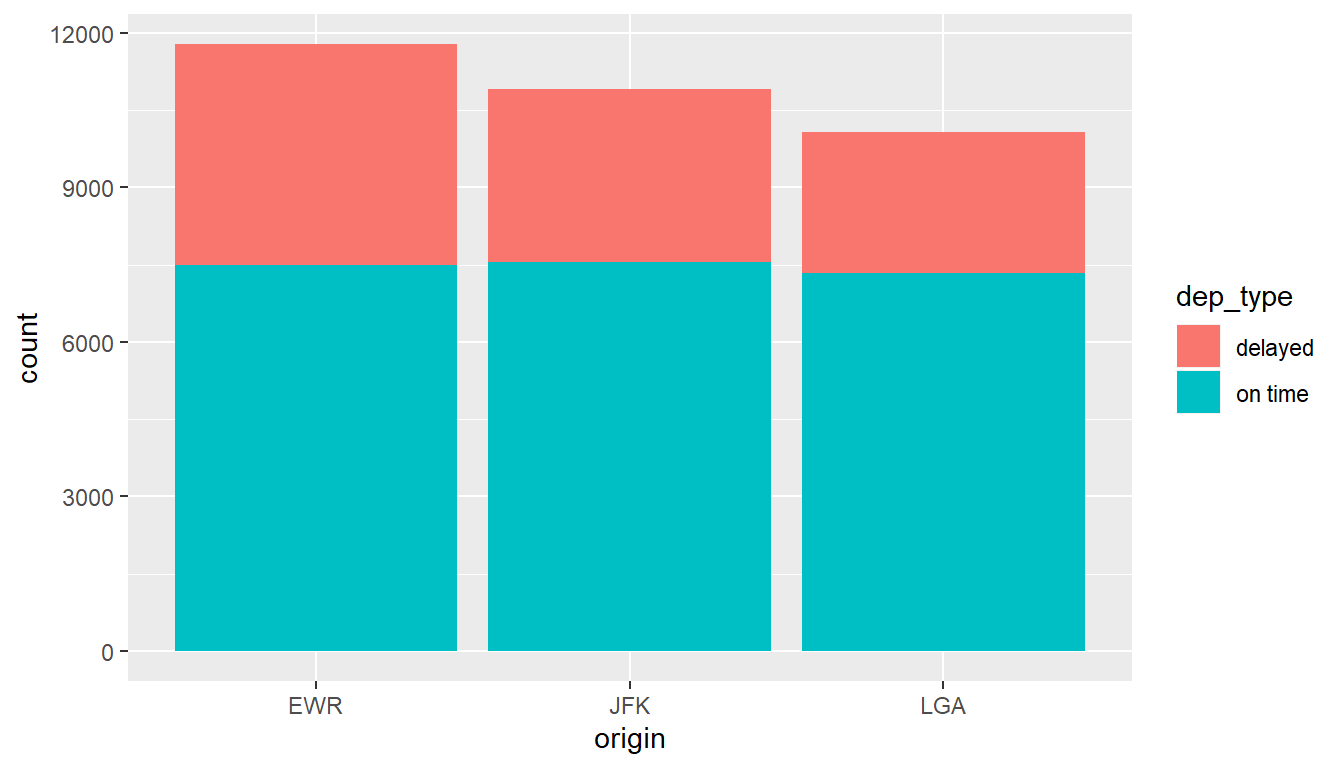 12000
9000
6000
3000
0
count
EWR JFK LGA
origin
dep_type
delayed
on time